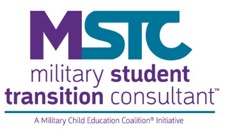 MSTC
military student
transition consultant™
A Military Child Education Coalition® Initiative